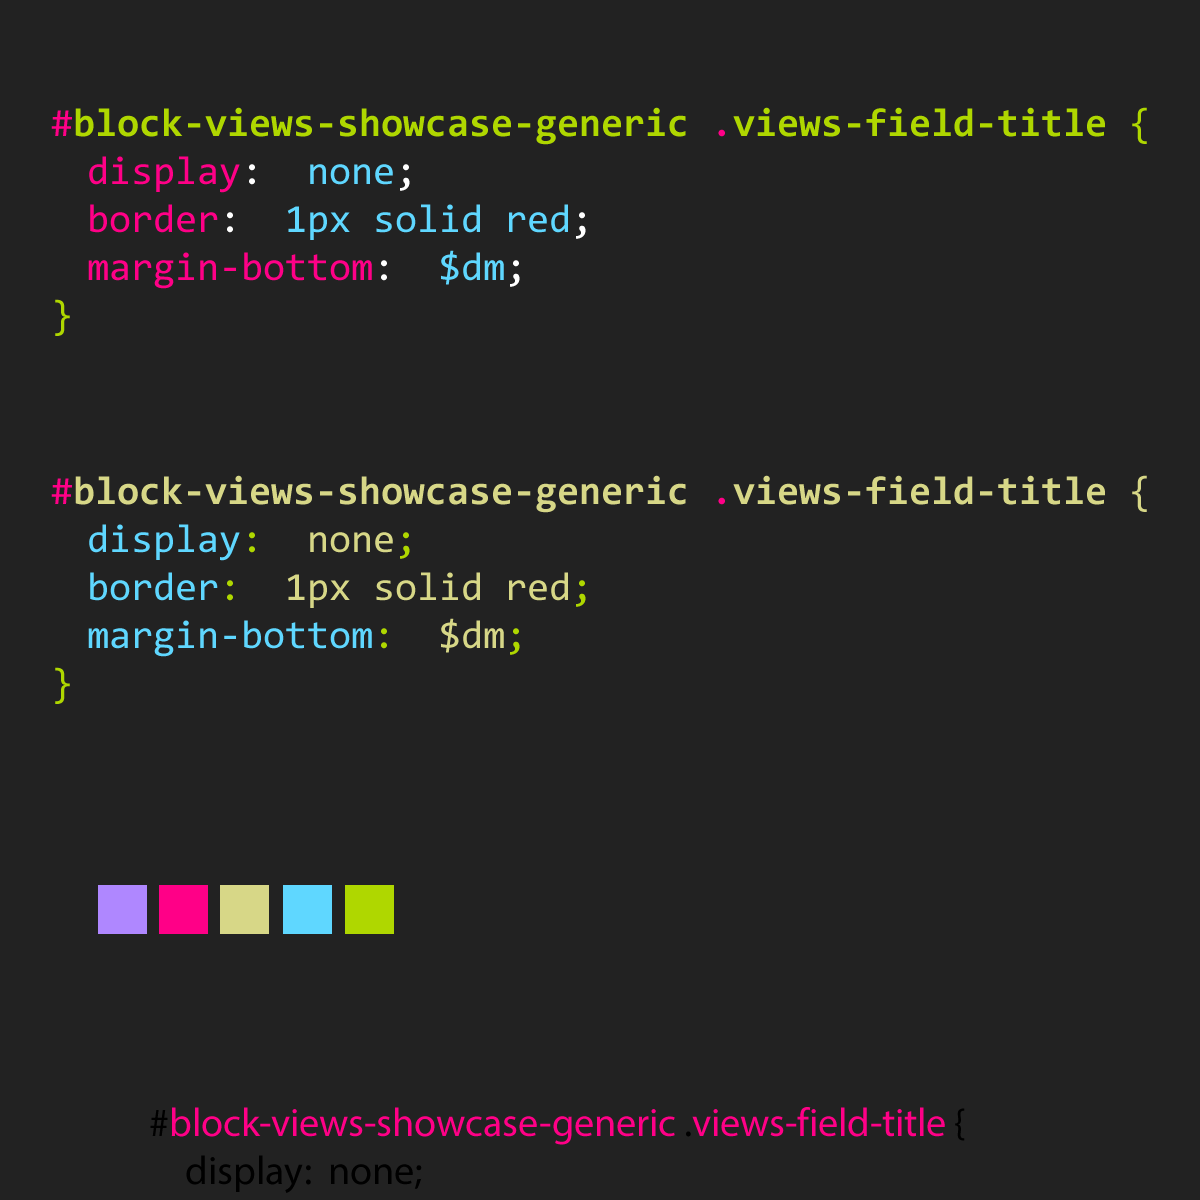 #block-views-showcase-generic .views-field-title {
display: none;
border: 1px solid red;
margin-bottom: $dm;
}
#block-views-showcase-generic .views-field-title {
display: none;
border: 1px solid red;
margin-bottom: $dm;
}
#block-views-showcase-generic .views-field-title {
display: none;